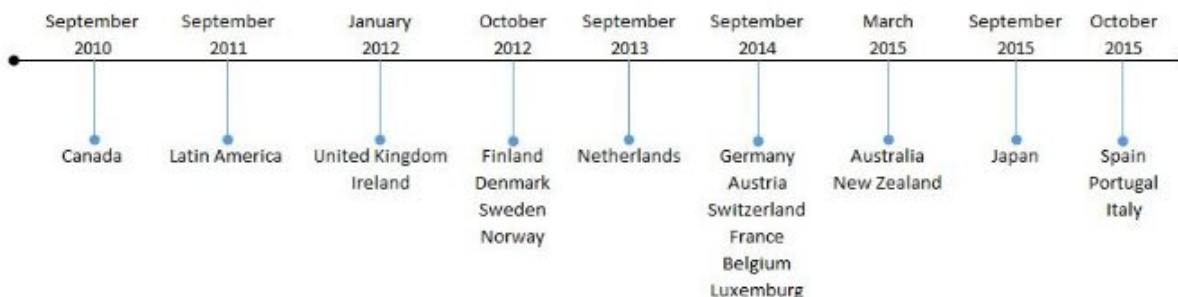 September
2010
September
2011
January
2012
October
2012
September
2013
September
2014
March
2015
September
2015
October
2015
Canada
Latin America
United Kingdom
Ireland
Finland
Denmark
Sweden
Norway
Netherlands
Germany
Austria
Switzerland
France
Belgium
Luxemburg
Australia
New Zealand
Japan
Spain
Portugal
Italy